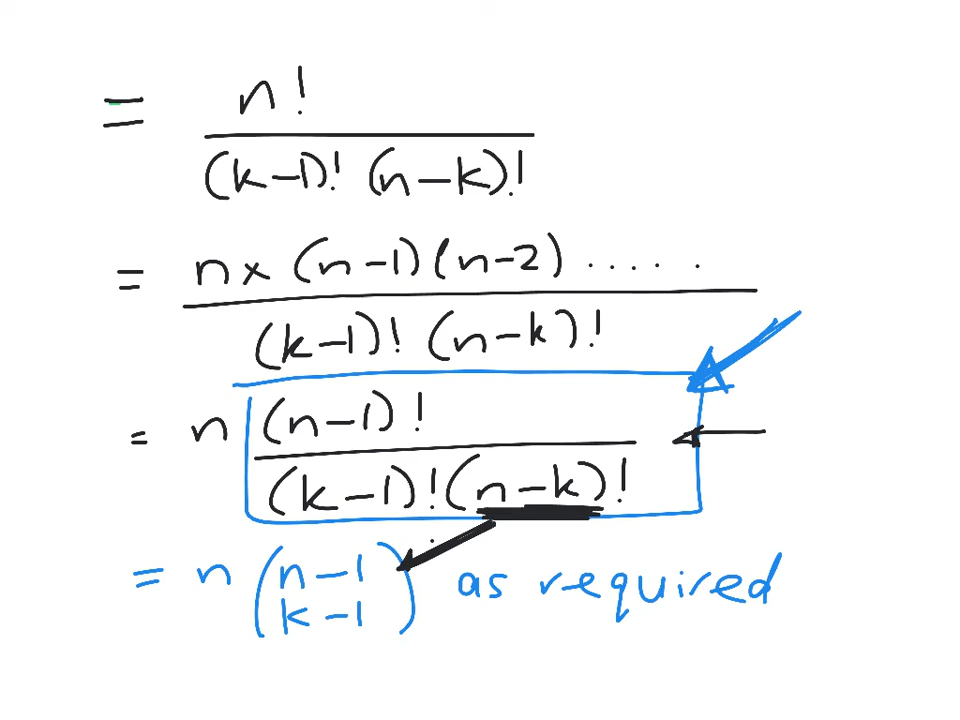 = n!
(k-1)! (n-k)!
= n × (n-1)(n-2) .....
(k-1)! (n-k)!
= n (n-1)!
(k-1)!(n-k)!
= n (n-1 as required
k-1)